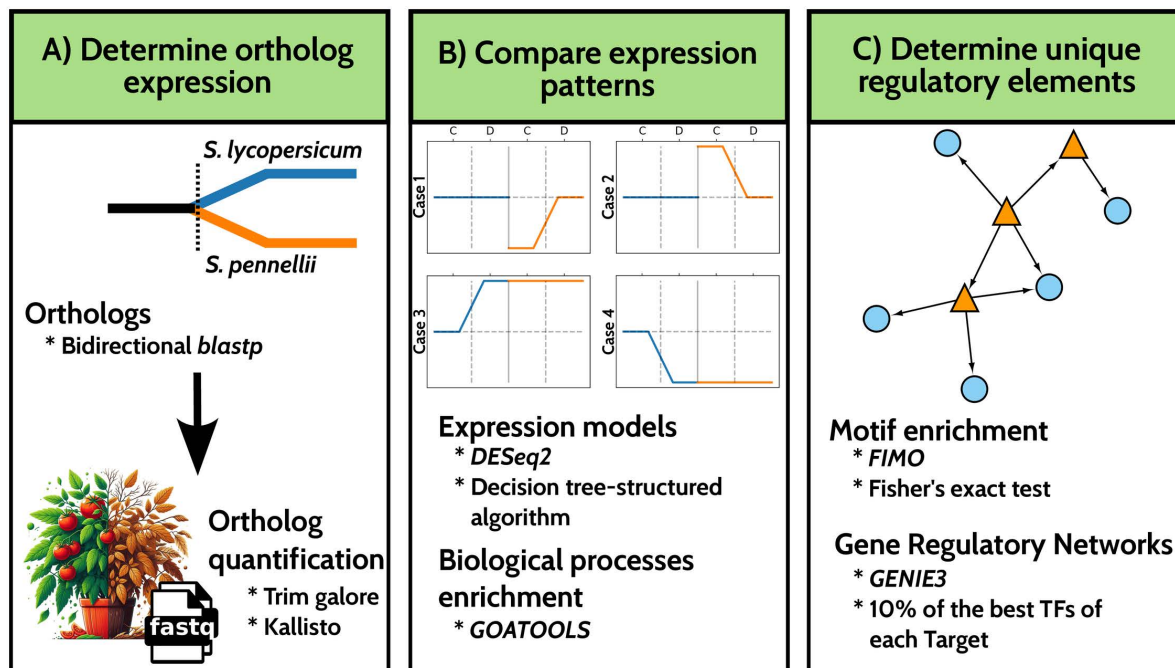 A) Determine ortholog
expression
S. lycopersicum
S. pennellii
Orthologs
* Bidirectional blastp
Ortholog
quantification
* Trim galore
* Kallisto
fastq
B) Compare expression
patterns
C D C D
C D C D
Case 1
Case 2
Case 3
Case 4
Expression models
* DESeq2
* Decision tree-structured
algorithm
Biological processes
enrichment
* GOATOOLS
C) Determine unique
regulatory elements
Motif enrichment
* FIMO
* Fisher's exact test
Gene Regulatory Networks
* GENIE3
* 10% of the best TFs of
each Target